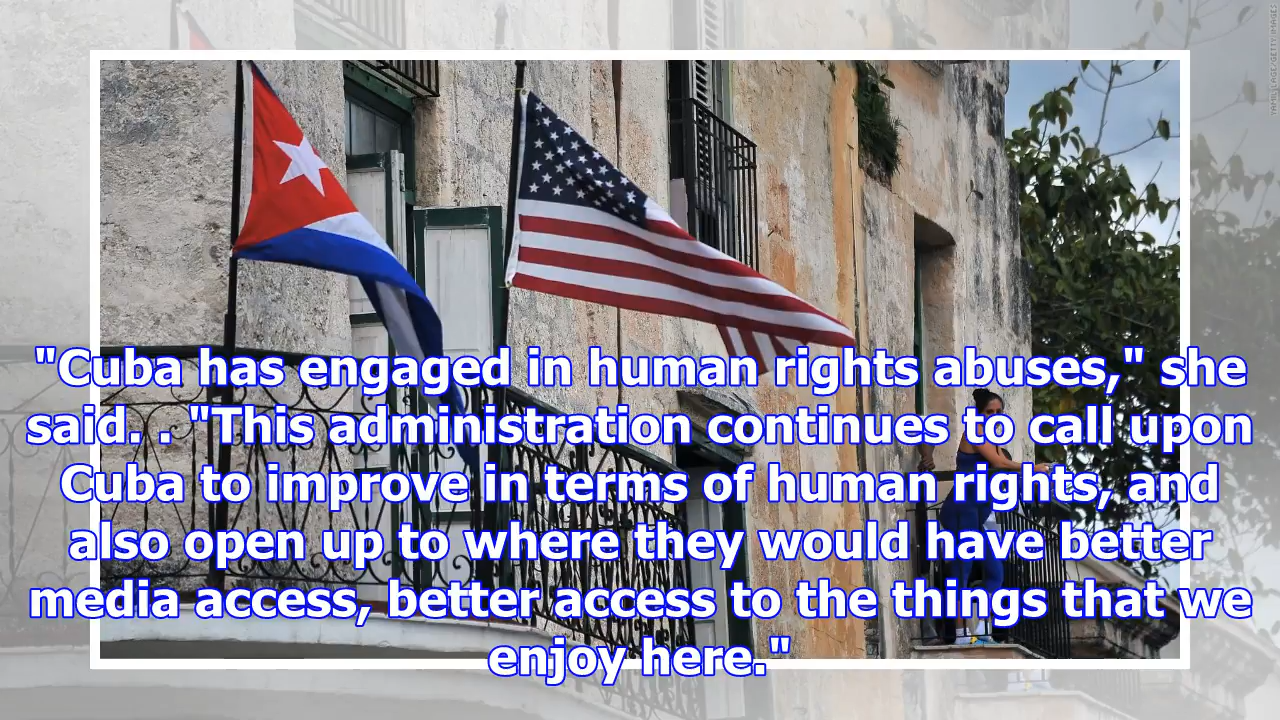 "Cuba has engaged in human rights abuses," she
said. . "This administration continues to call upon
Cuba to improve in terms of human rights, and
also open up to where they would have better
media access, better access to the things that we
enjoy here."